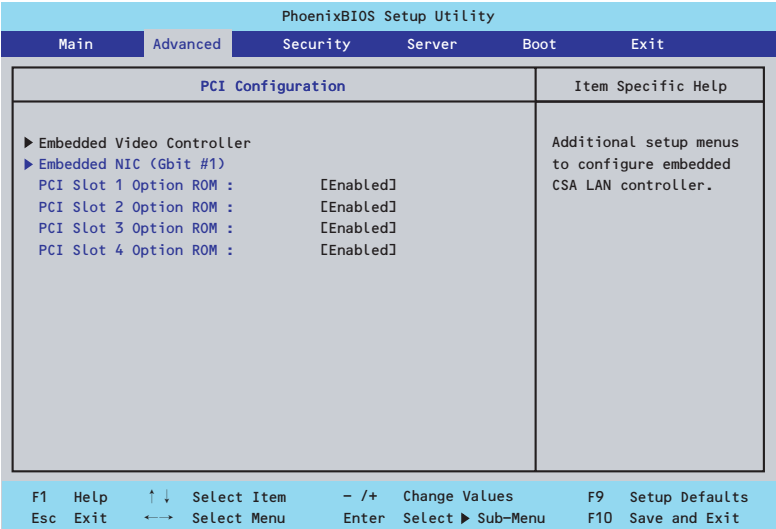 PhoenixBIOS Setup Utility
Main Advanced Security Server Boot Exit
PCI Configuration
Item Specific Help
▶ Embedded Video Controller
▶ Embedded NIC (Gbit #1)
PCI Slot 1 Option ROM : [Enabled]
PCI Slot 2 Option ROM : [Enabled]
PCI Slot 3 Option ROM : [Enabled]
PCI Slot 4 Option ROM : [Enabled]
Additional setup menus
to configure embedded
CSA LAN controller.
F1 Help ↑↓ Select Item - /+ Change Values F9 Setup Defaults
Esc Exit ←→ Select Menu Enter Select ▶ Sub-Menu F10 Save and Exit